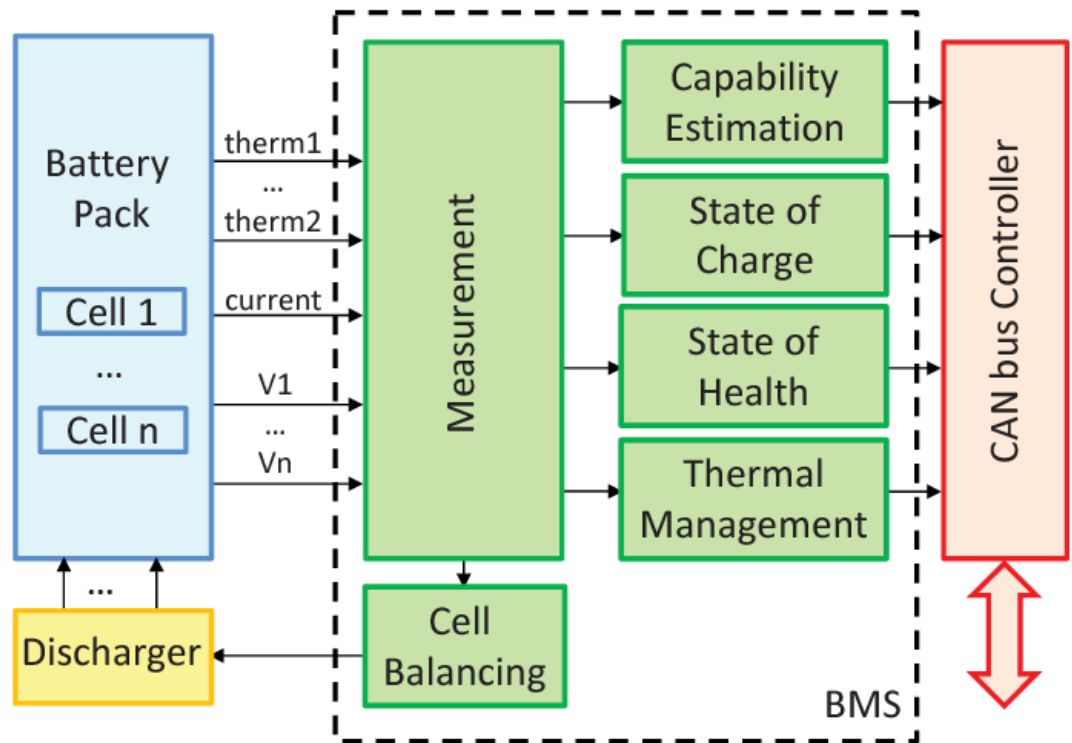 Battery
Pack
Cell 1
...
Cell n
therm1
...
therm2
current
V1
...
Vn
Measurement
Capability
Estimation
State of
Charge
State of
Health
Thermal
Management
CAN bus Controller
...
Discharger
Cell
Balancing
BMS